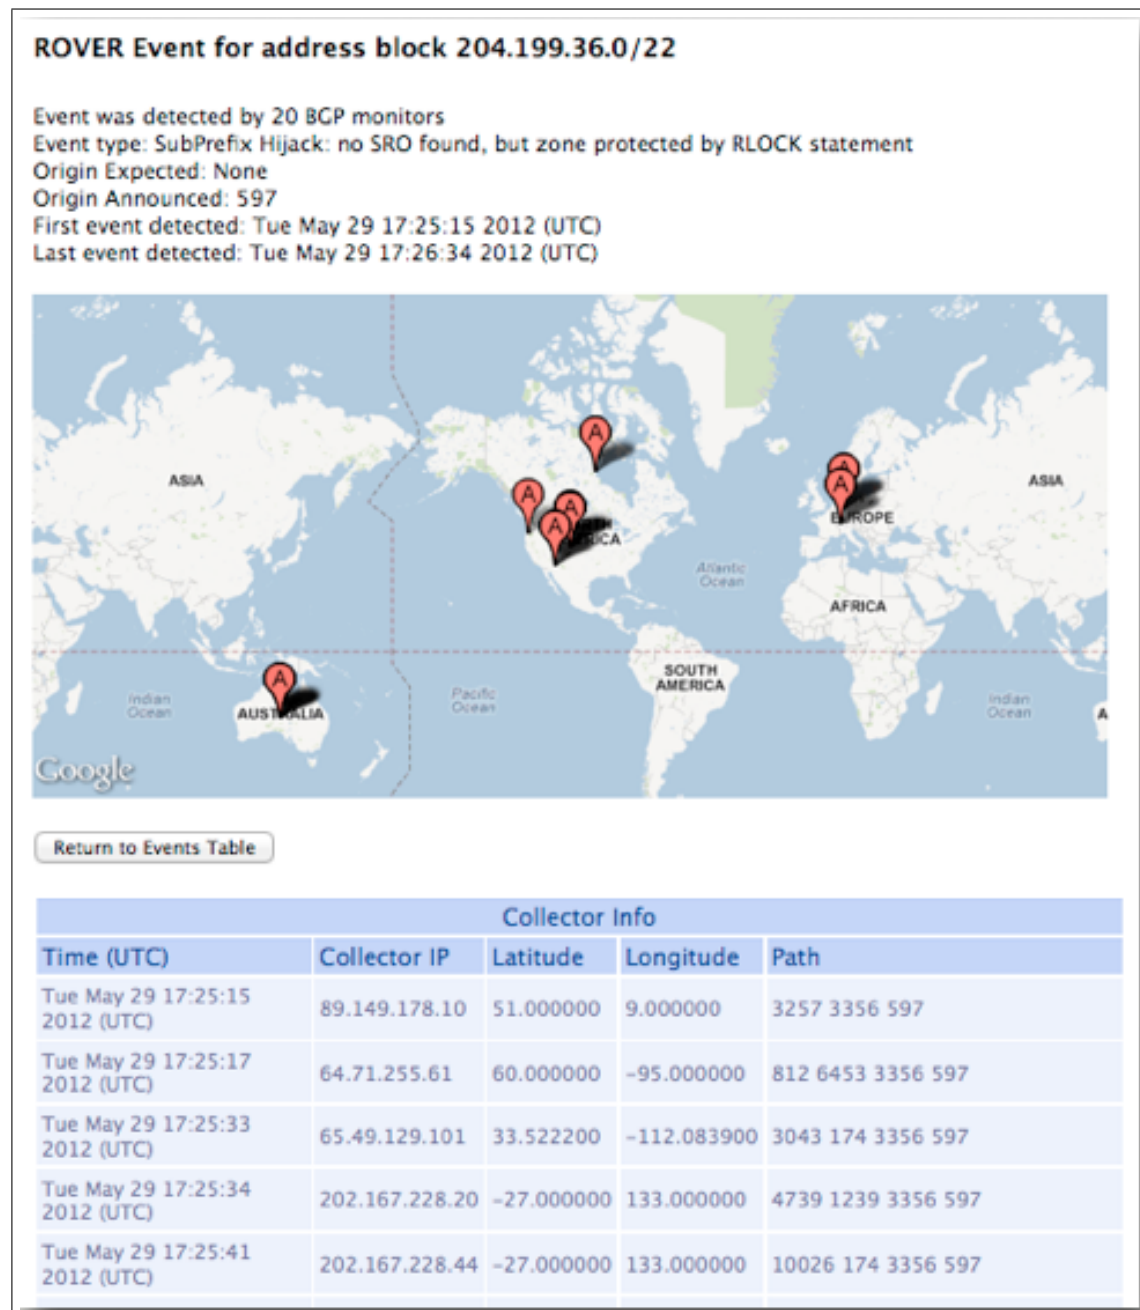 ROVER Event for address block 204.199.36.0/22
Event was detected by 20 BGP monitors
Event type: SubPrefix Hijack: no SRO found, but zone protected by RLOCK statement
Origin Expected: None
Origin Announced: 597
First event detected: Tue May 29 17:25:15 2012 (UTC)
Last event detected: Tue May 29 17:26:34 2012 (UTC)
A
A
A
A
A
A
ASIA
ASIA
EUROPE
Atlantic
Ocean
AFRICA
SOUTH
AMERICA
A
Indian
Ocean
AUSTRALIA
Pacific
Ocean
Indian
Ocean
A
Google
Return to Events Table
Collector Info
Time (UTC) Collector IP Latitude Longitude Path
Tue May 29 17:25:15
2012 (UTC) 89.149.178.10 51.000000 9.000000 3257 3356 597
Tue May 29 17:25:17
2012 (UTC) 64.71.255.61 60.000000 -95.000000 812 6453 3356 597
Tue May 29 17:25:33
2012 (UTC) 65.49.129.101 33.522200 -112.083900 3043 174 3356 597
Tue May 29 17:25:34
2012 (UTC) 202.167.228.20 -27.000000 133.000000 4739 1239 3356 597
Tue May 29 17:25:41
2012 (UTC) 202.167.228.44 -27.000000 133.000000 10026 174 3356 597